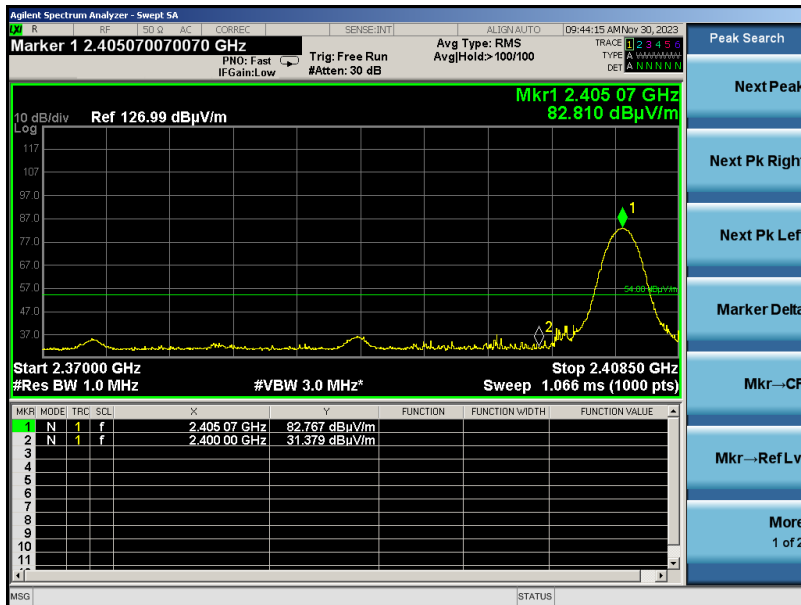 Agilent Spectrum Analyzer - Swept SA
LXI R RF 50 Ω AC CORREC SENSE:INT ALIGN AUTO 09:44:15 AM Nov 30, 2023
Marker 1 2.405070070070 GHz
PNO: Fast
IFGain:Low
Trig: Free Run
#Atten: 30 dB
Avg Type: RMS
Avg|Hold:>100/100
TRACE 1 2 3 4 5 6
TYPE A WWWWW
DET A N N N N N
Mkr1 2.405 07 GHz
82.810 dBµV/m
10 dB/div Ref 126.99 dBµV/m
Log
117
107
97.0
87.0
77.0
67.0
57.0
47.0
37.0
1
54.00 dBµV/m
2
Start 2.37000 GHz Stop 2.40850 GHz
#Res BW 1.0 MHz #VBW 3.0 MHz* Sweep 1.066 ms (1000 pts)
MKR MODE TRC SCL X Y FUNCTION FUNCTION WIDTH FUNCTION VALUE
1 N 1 f 2.405 07 GHz 82.767 dBµV/m
2 N 1 f 2.400 00 GHz 31.379 dBµV/m
3
4
5
6
7
8
9
10
11
MSG STATUS
Peak Search
Next Peak
Next Pk Right
Next Pk Left
Marker Delta
Mkr→CF
Mkr→Ref Lv
More
1 of 2